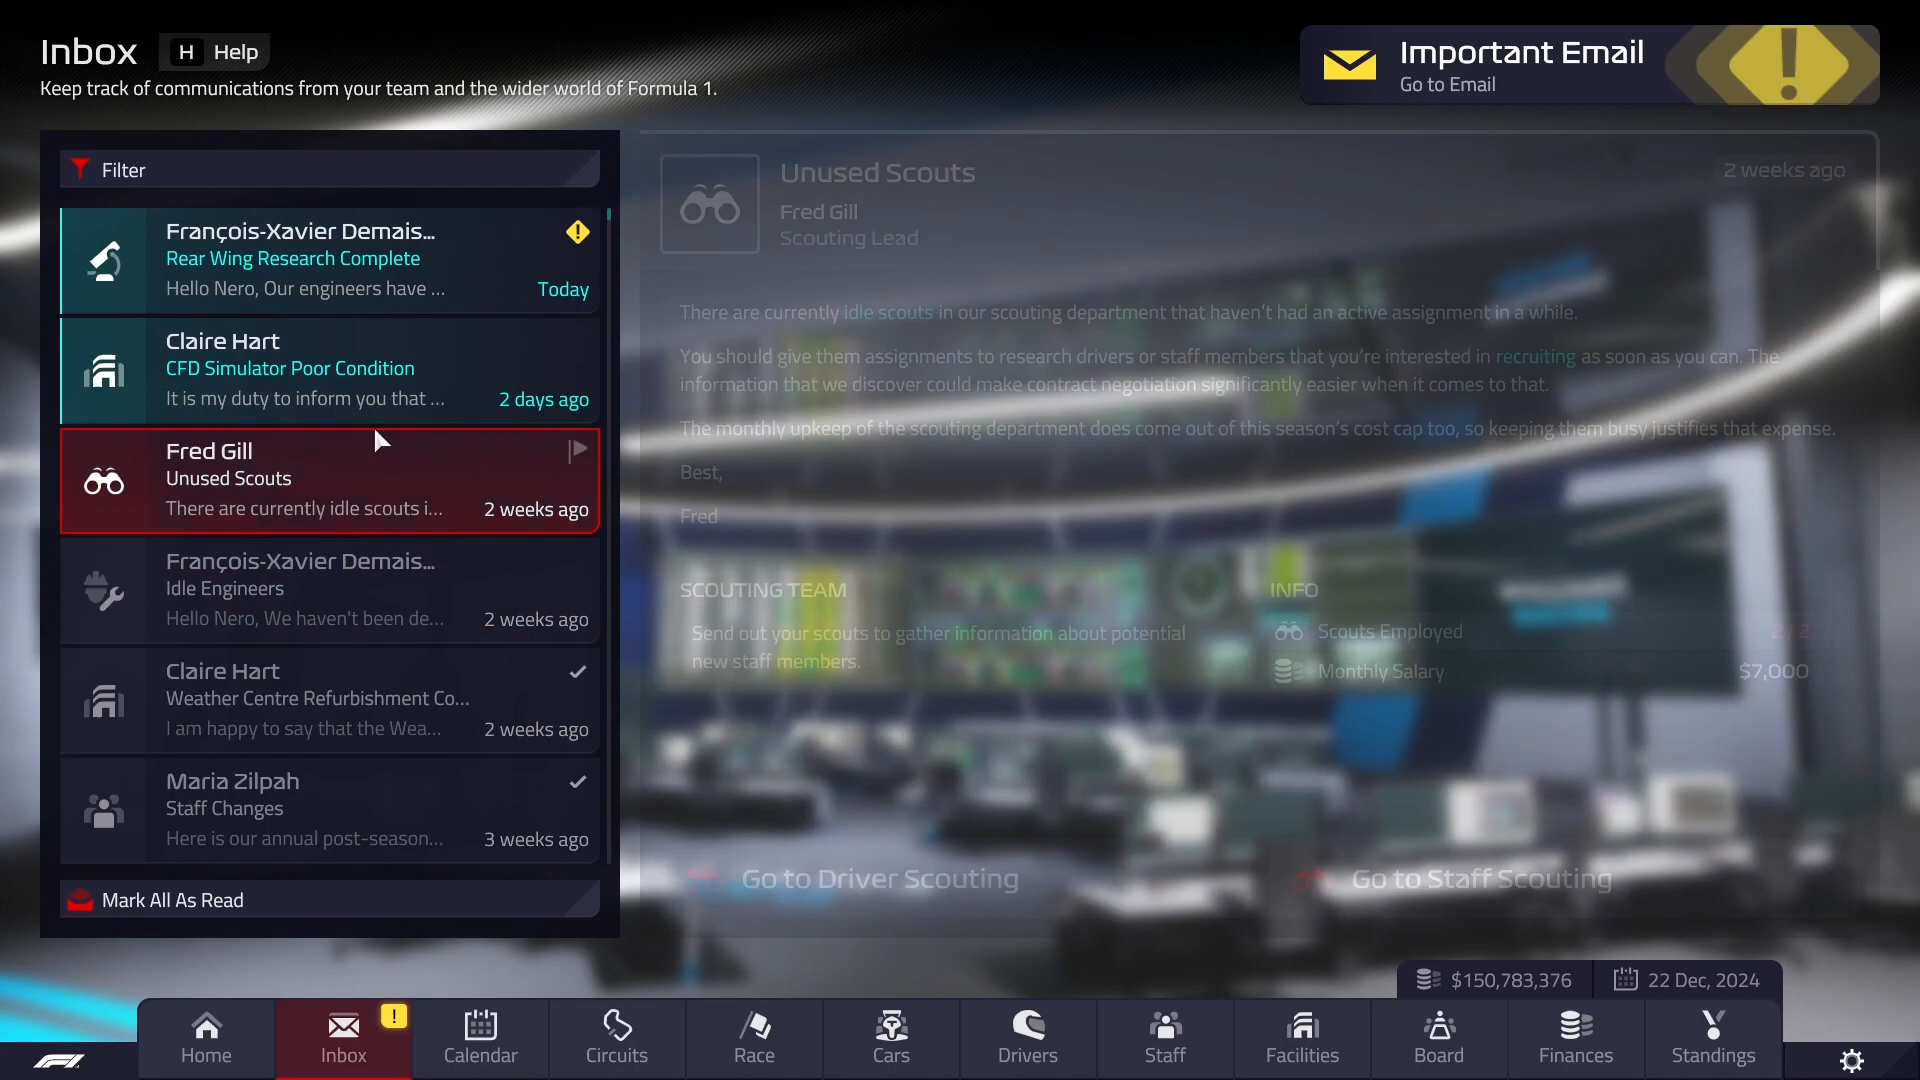 Inbox
H Help
Keep track of communications from your team and the wider world of Formula 1.
Important Email
Go to Email
Filter
François-Xavier Demais...
Rear Wing Research Complete
Hello Nero, Our engineers have ...
Today
Claire Hart
CFD Simulator Poor Condition
It is my duty to inform you that ...
2 days ago
Fred Gill
Unused Scouts
There are currently idle scouts i...
2 weeks ago
François-Xavier Demais...
Idle Engineers
Hello Nero, We haven't been de...
2 weeks ago
Claire Hart
Weather Centre Refurbishment Co...
I am happy to say that the Wea...
2 weeks ago
Maria Zilpah
Staff Changes
Here is our annual post-season...
3 weeks ago
Mark All As Read
Unused Scouts
2 weeks ago
Fred Gill
Scouting Lead
There are currently idle scouts in our scouting department that haven't had an active assignment in a while.
You should give them assignments to research drivers or staff members that you're interested in recruiting as soon as you can. The
information that we discover could make contract negotiation significantly easier when it comes to that.
The monthly upkeep of the scouting department does come out of this season's cost cap too, so keeping them busy justifies that expense.
Best,
Fred
SCOUTING TEAM
Send out your scouts to gather information about potential
new staff members.
INFO
Scouts Employed
2/2
Monthly Salary
$7,000
Go to Driver Scouting
Go to Staff Scouting
$150,783,376
22 Dec, 2024
Home
Inbox
Calendar
Circuits
Race
Cars
Drivers
Staff
Facilities
Board
Finances
Standings